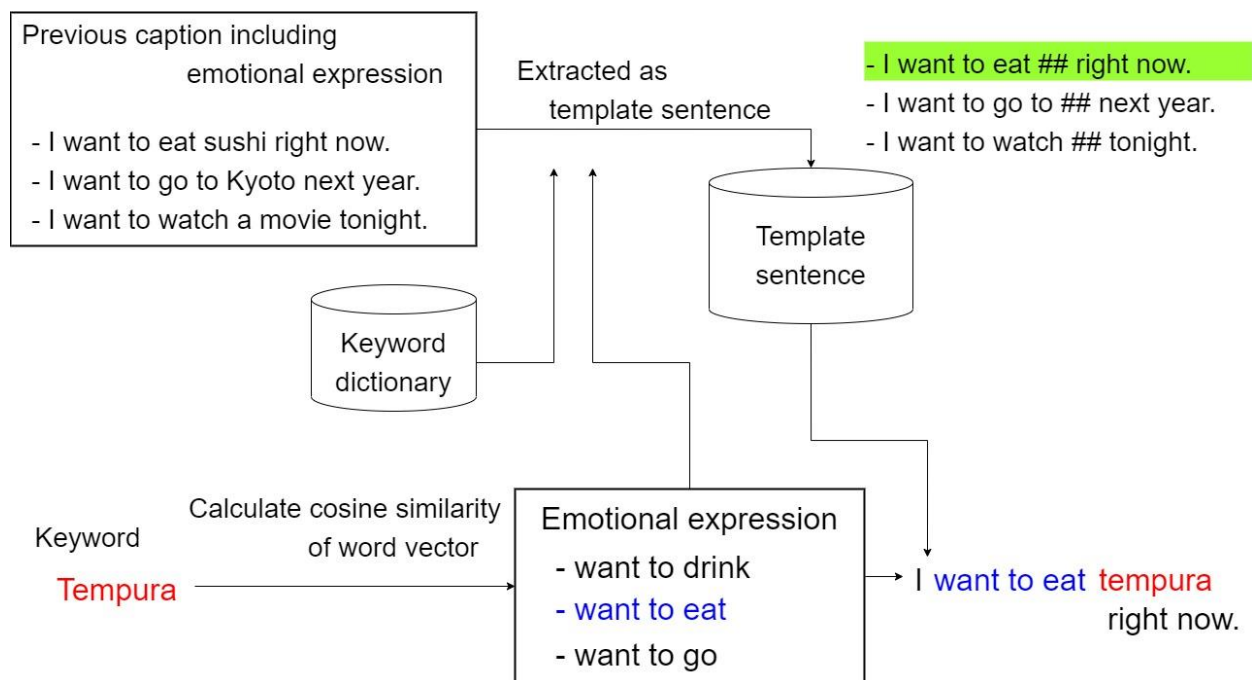 Previous caption including
emotional expression
- I want to eat sushi right now.
- I want to go to Kyoto next year.
- I want to watch a movie tonight.
Extracted as
template sentence
- I want to eat ## right now.
- I want to go to ## next year.
- I want to watch ## tonight.
Template
sentence
Keyword
dictionary
Keyword
Tempura
Calculate cosine similarity
of word vector
Emotional expression
- want to drink
- want to eat
- want to go
I want to eat tempura
right now.